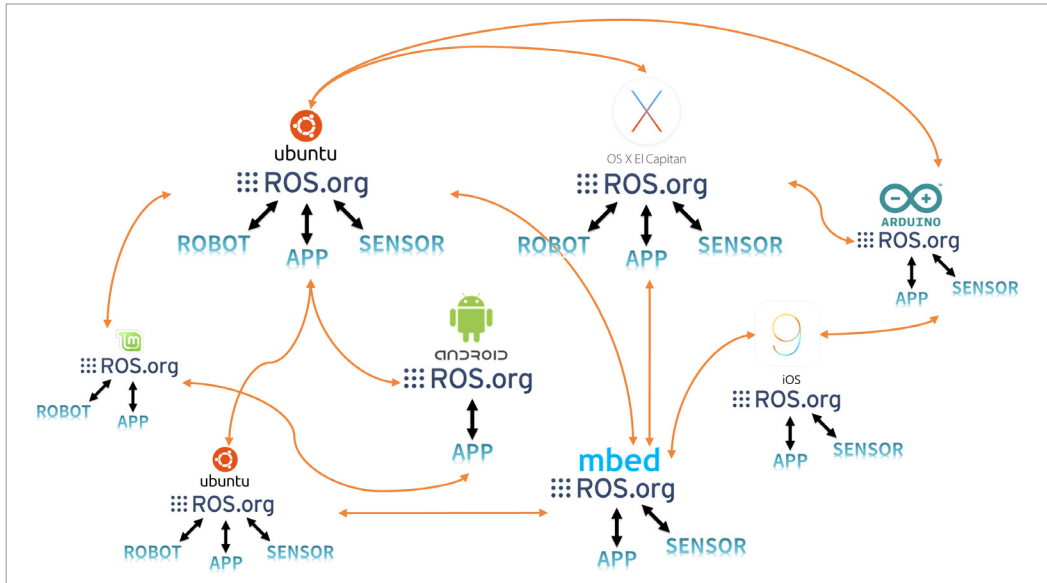 ubuntu
ROS.org
ROBOT
APP
SENSOR
OS X El Capitan
ROS.org
ROBOT
APP
SENSOR
ARDUINO
ROS.org
APP
SENSOR
ROS.org
ROBOT
APP
ANDROID
ROS.org
APP
9
iOS
ROS.org
APP
SENSOR
ubuntu
ROS.org
ROBOT
APP
SENSOR
mbed
ROS.org
APP
SENSOR